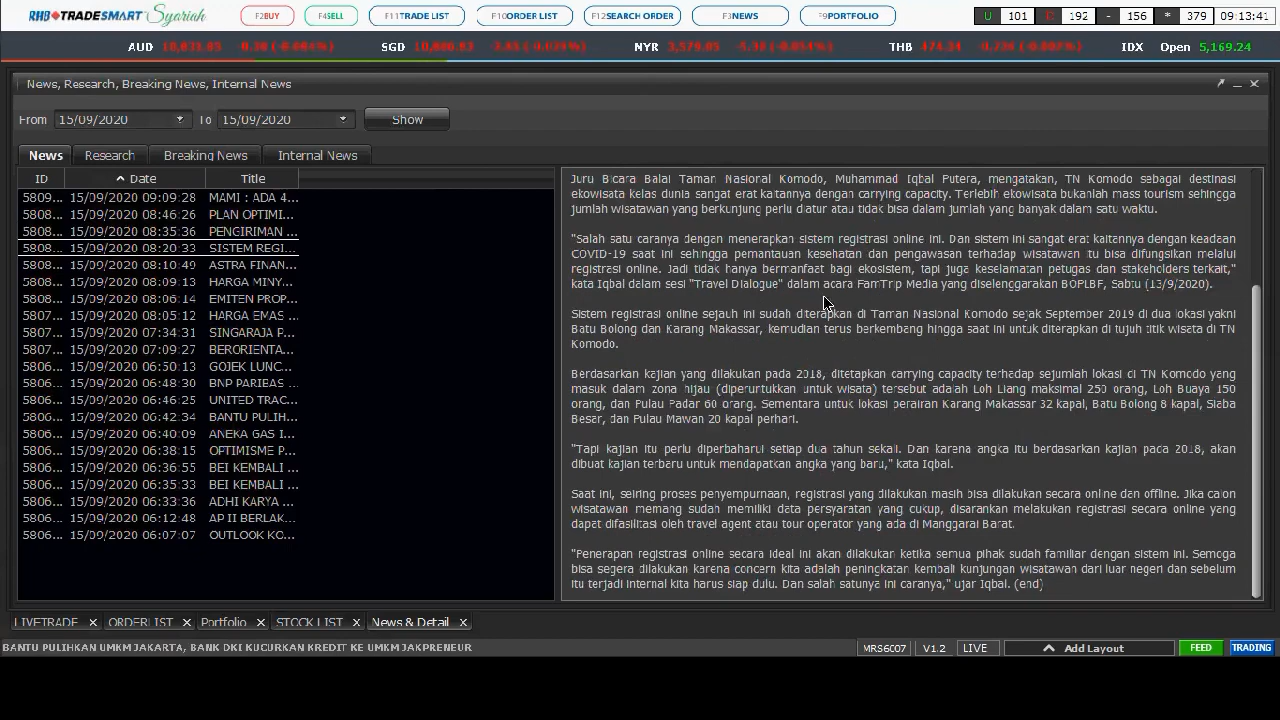 RHB TRADESMART Syariah F2BUY F4SELL F11TRADE LIST F10ORDER LIST F12SEARCH ORDER F3NEWS F9PORTFOLIO U 101 192 - 156 * 379 09:13:41
AUD SGD NYR THB IDX Open 5,169.24
News, Research, Breaking News, Internal News
From 15/09/2020 To 15/09/2020 Show
News Research Breaking News Internal News
ID Date Title
5809... 15/09/2020 09:09:28 MAMI : ADA 4...
5808... 15/09/2020 08:46:26 PLAN OPTIMI...
5808... 15/09/2020 08:35:36 PENGIRIMAN ...
5808... 15/09/2020 08:20:33 SISTEM REGI...
5808... 15/09/2020 08:10:49 ASTRA FINAN...
5808... 15/09/2020 08:09:13 HARGA MINY...
5808... 15/09/2020 08:06:14 EMITEN PROP...
5808... 15/09/2020 08:05:12 HARGA EMAS ...
5807... 15/09/2020 07:34:31 SINGARAJA P...
5807... 15/09/2020 07:09:27 BERORIENTA...
5806... 15/09/2020 06:50:13 GOJEK LUNC...
5806... 15/09/2020 06:48:30 BNP PARIBAS ...
5806... 15/09/2020 06:46:25 UNITED TRAC...
5806... 15/09/2020 06:42:34 BANTU PULIH...
5806... 15/09/2020 06:40:09 ANEKA GAS I...
5806... 15/09/2020 06:38:15 OPTIMISME P...
5806... 15/09/2020 06:36:55 BEI KEMBALI ...
5806... 15/09/2020 06:35:33 BEI KEMBALI ...
5806... 15/09/2020 06:33:36 ADHI KARYA ...
5806... 15/09/2020 06:12:48 AP II BERLAK...
5806... 15/09/2020 06:07:07 OUTLOOK KO...
Juru Bicara Balai Taman Nasional Komodo, Muhammad Iqbal Putera, mengatakan, TN Komodo sebagai destinasi
ekowisata kelas dunia sangat erat kaitannya dengan carrying capacity. Terlebih ekowisata bukanlah mass tourism sehingga
jumlah wisatawan yang berkunjung perlu diatur atau tidak bisa dalam jumlah yang banyak dalam satu waktu.
"Salah satu caranya dengan menerapkan sistem registrasi online ini. Dan sistem ini sangat erat kaitannya dengan keadaan
COVID-19 saat ini sehingga pemantauan kesehatan dan pengawasan terhadap wisatawan itu bisa difungsikan melalui
registrasi online. Jadi tidak hanya bermanfaat bagi ekosistem, tapi juga keselamatan petugas dan stakeholders terkait,"
kata Iqbal dalam sesi "Travel Dialogue" dalam acara FamTrip Media yang diselenggarakan BOPLBF, Sabtu (13/9/2020).
Sistem registrasi online sejauh ini sudah diterapkan di Taman Nasional Komodo sejak September 2019 di dua lokasi yakni
Batu Bolong dan Karang Makassar, kemudian terus berkembang hingga saat ini untuk diterapkan di tujuh titik wisata di TN
Komodo.
Berdasarkan kajian yang dilakukan pada 2018, ditetapkan carrying capacity terhadap sejumlah lokasi di TN Komodo yang
masuk dalam zona hijau (diperuntukkan untuk wisata) tersebut adalah Loh Liang maksimal 250 orang, Loh Buaya 150
orang, dan Pulau Padar 60 orang. Sementara untuk lokasi perairan Karang Makassar 32 kapal, Batu Bolong 8 kapal, Siaba
Besar, dan Pulau Mawan 20 kapal perhari.
"Tapi kajian itu perlu diperbaharui setiap dua tahun sekali. Dan karena angka itu berdasarkan kajian pada 2018, akan
dibuat kajian terbaru untuk mendapatkan angka yang baru," kata Iqbal.
Saat ini, seiring proses penyempurnaan, registrasi yang dilakukan masih bisa dilakukan secara online dan offline. Jika calon
wisatawan memang sudah memiliki data persyaratan yang cukup, disarankan melakukan registrasi secara online yang
dapat difasilitasi oleh travel agent atau tour operator yang ada di Manggarai Barat.
"Penerapan registrasi online secara ideal ini akan dilakukan ketika semua pihak sudah familiar dengan sistem ini. Semoga
bisa segera dilakukan karena concern kita adalah peningkatan kembali kunjungan wisatawan dari luar negeri dan sebelum
itu terjadi internal kita harus siap dulu. Dan salah satunya ini caranya," ujar Iqbal. (end)
LIVETRADE ORDERLIST Portfolio STOCK LIST News & Detail
BANTU PULIHKAN UMKM JAKARTA, BANK DKI KUCURKAN KREDIT KE UMKM JAKPRENEUR MRS6007 V1.2 LIVE Add Layout FEED TRADING